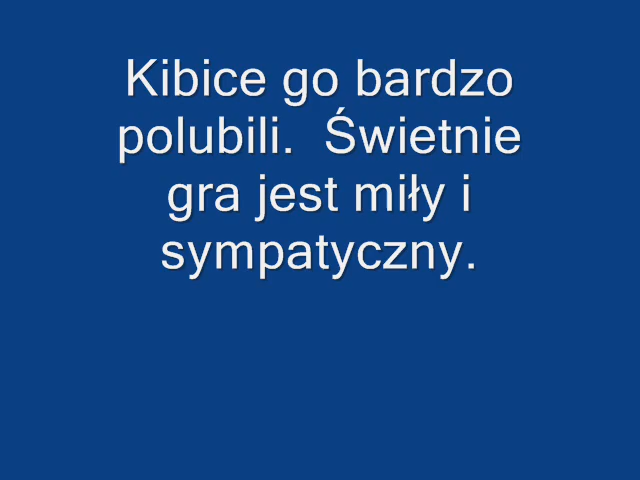 Kibice go bardzo
polubili.  Świetnie
gra jest miły i
sympatyczny.